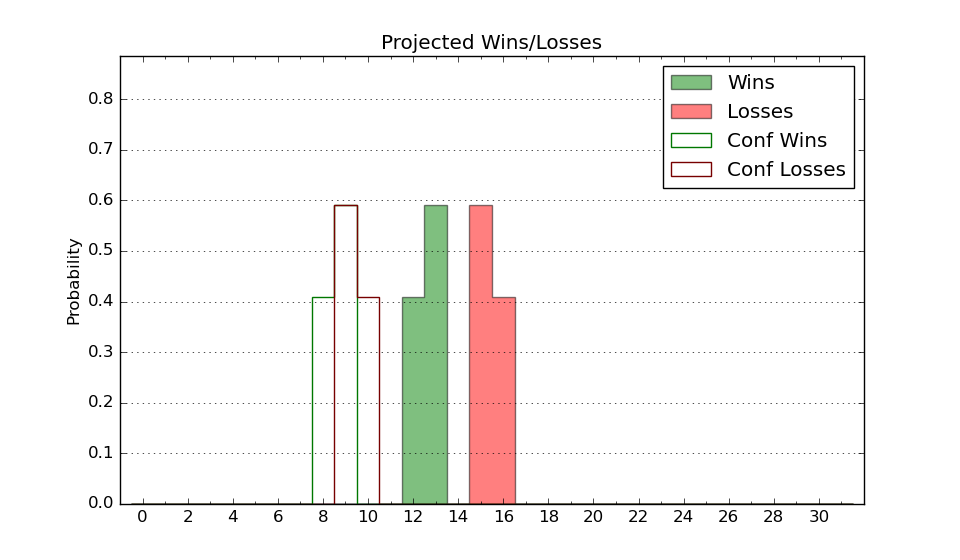 Projected Wins/Losses
Wins
Losses
Conf Wins
Conf Losses
Probability
0.8
0.7
0.6
0.5
0.4
0.3
0.2
0.1
0.0
0 2 4 6 8 10 12 14 16 18 20 22 24 26 28 30